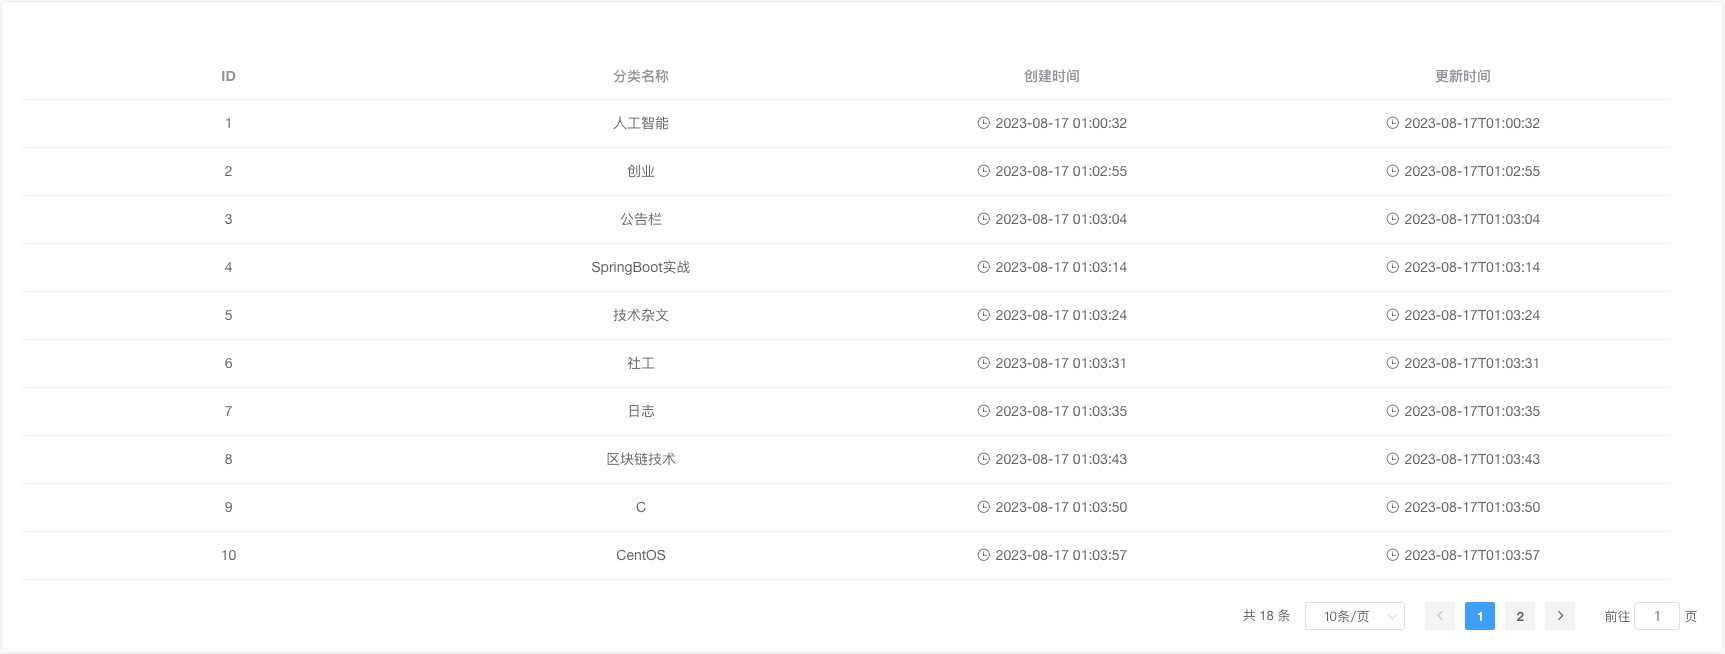 ID 分类名称 创建时间 更新时间
1 人工智能 2023-08-17 01:00:32 2023-08-17T01:00:32
2 创业 2023-08-17 01:02:55 2023-08-17T01:02:55
3 公告栏 2023-08-17 01:03:04 2023-08-17T01:03:04
4 SpringBoot实战 2023-08-17 01:03:14 2023-08-17T01:03:14
5 技术杂文 2023-08-17 01:03:24 2023-08-17T01:03:24
6 社工 2023-08-17 01:03:31 2023-08-17T01:03:31
7 日志 2023-08-17 01:03:35 2023-08-17T01:03:35
8 区块链技术 2023-08-17 01:03:43 2023-08-17T01:03:43
9 C 2023-08-17 01:03:50 2023-08-17T01:03:50
10 CentOS 2023-08-17 01:03:57 2023-08-17T01:03:57
共 18 条 10条/页 1 2 前往 1 页